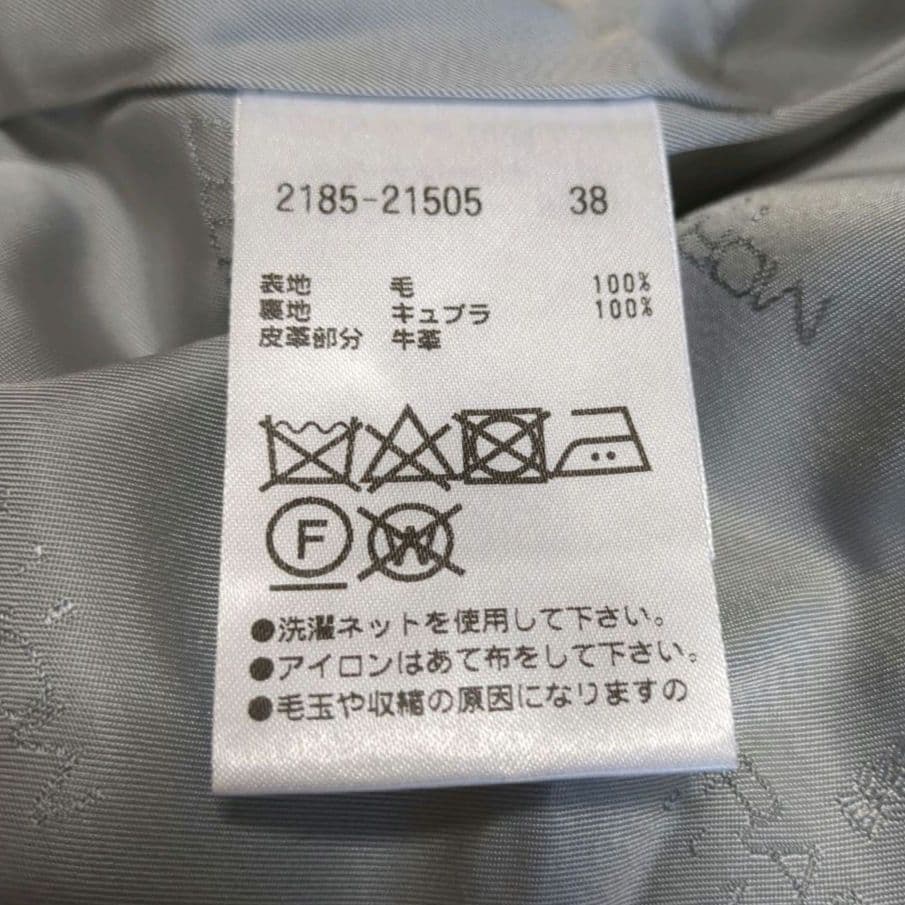 2185-21505 38
表地 毛 100%
裏地 キュプラ 100%
皮革部分 牛革
F
W
●洗濯ネットを使用して下さい。
●アイロンはあて布をして下さい。
●毛玉や収縮の原因になりますの